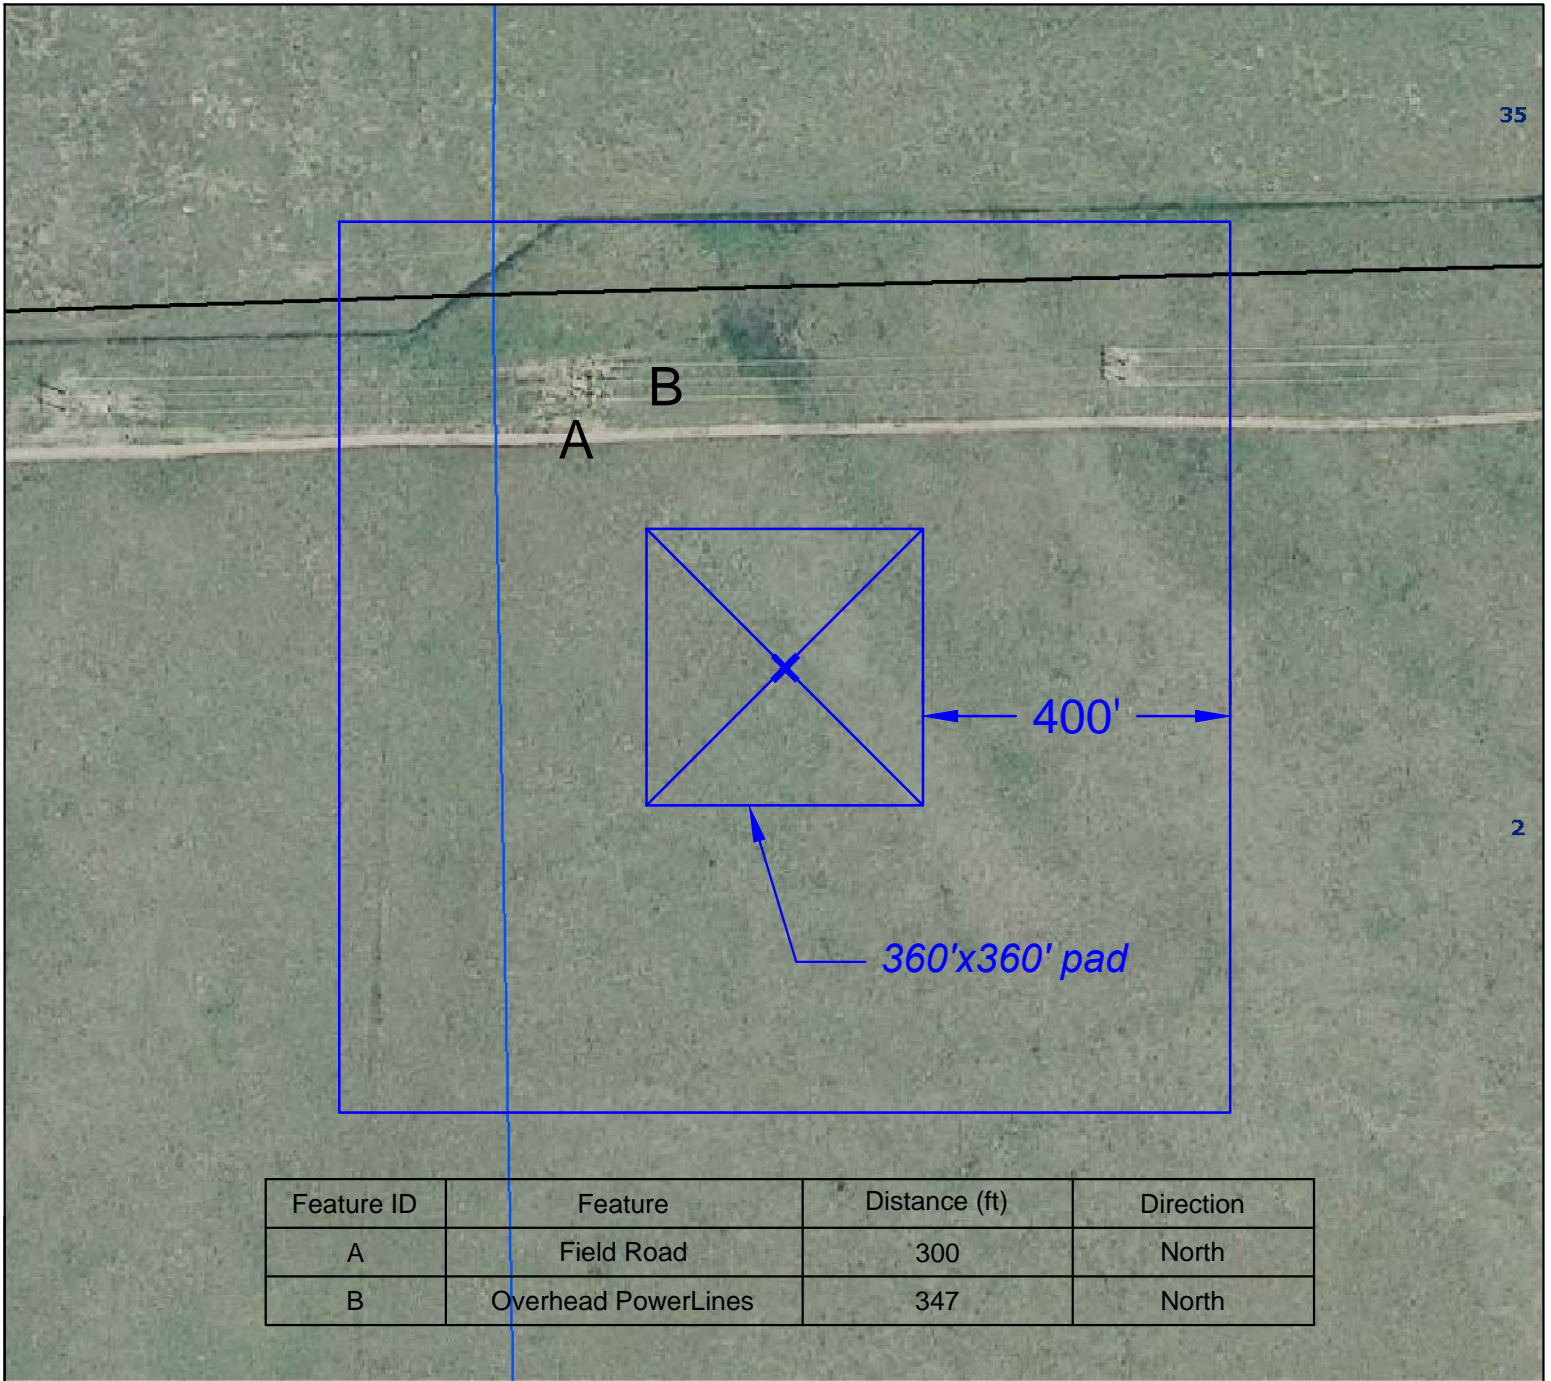 35
B
A
400'
2
360'x360' pad
Feature ID Feature Distance (ft) Direction
A Field Road 300 North
B Overhead PowerLines 347 North